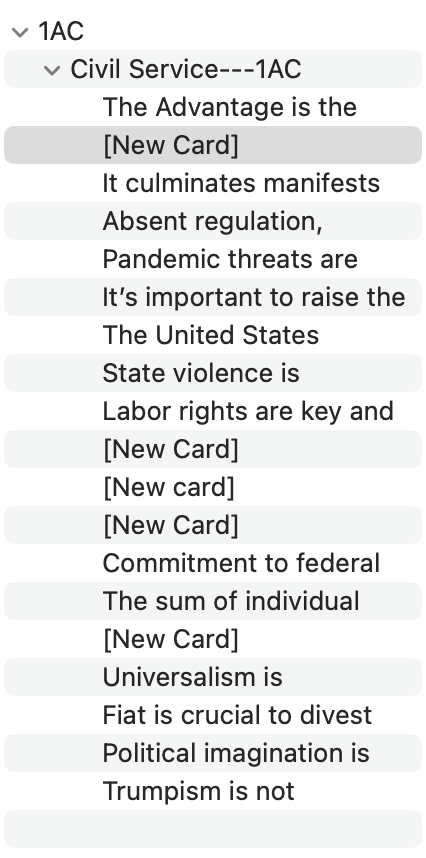 1AC
Civil Service---1AC
The Advantage is the
[New Card]
It culminates manifests
Absent regulation,
Pandemic threats are
It’s important to raise the
The United States
State violence is
Labor rights are key and
[New Card]
[New card]
[New Card]
Commitment to federal
The sum of individual
[New Card]
Universalism is
Fiat is crucial to divest
Political imagination is
Trumpism is not